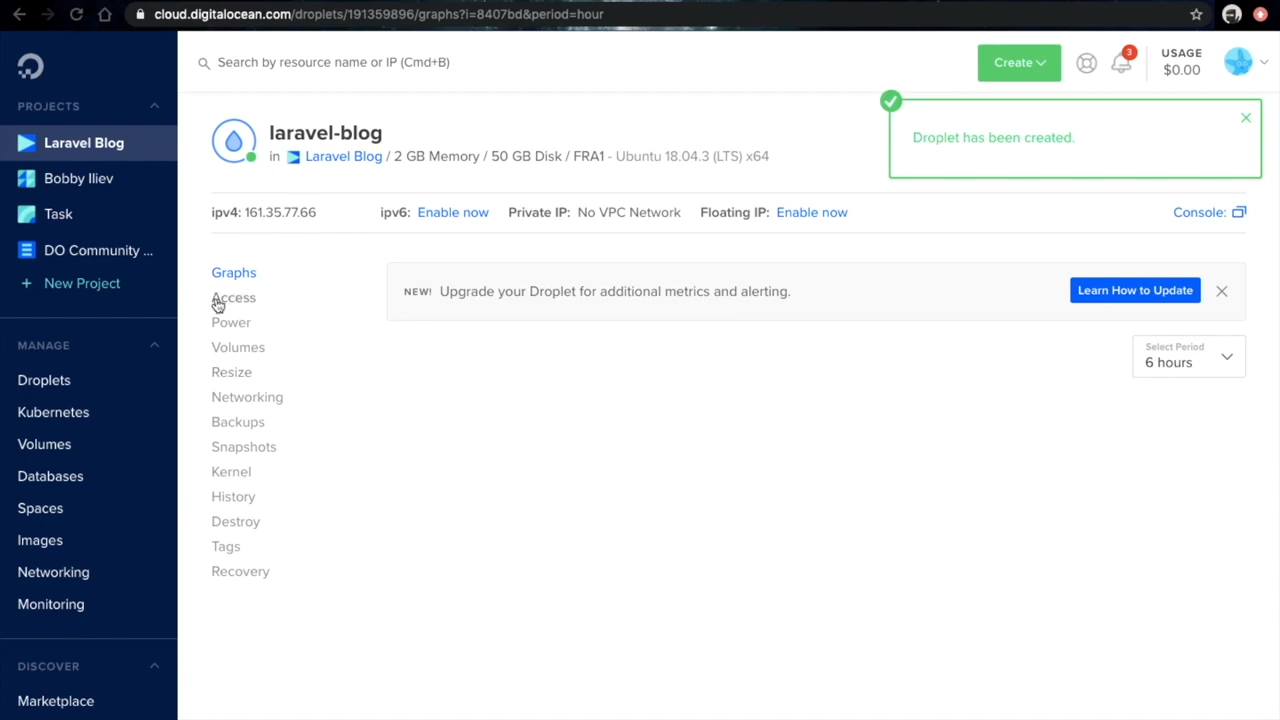 cloud.digitalocean.com/droplets/191359896/graphs?i=8407bd&period=hour
PROJECTS
Laravel Blog
Bobby Iliev
Task
DO Community ...
+ New Project
MANAGE
Droplets
Kubernetes
Volumes
Databases
Spaces
Images
Networking
Monitoring
DISCOVER
Marketplace
Search by resource name or IP (Cmd+B)
Create
3
USAGE
$0.00
Droplet has been created.
laravel-blog
in Laravel Blog / 2 GB Memory / 50 GB Disk / FRA1 - Ubuntu 18.04.3 (LTS) x64
ipv4: 161.35.77.66 ipv6: Enable now Private IP: No VPC Network Floating IP: Enable now Console:
Graphs
Access
Power
Volumes
Resize
Networking
Backups
Snapshots
Kernel
History
Destroy
Tags
Recovery
NEW! Upgrade your Droplet for additional metrics and alerting. Learn How to Update
Select Period
6 hours